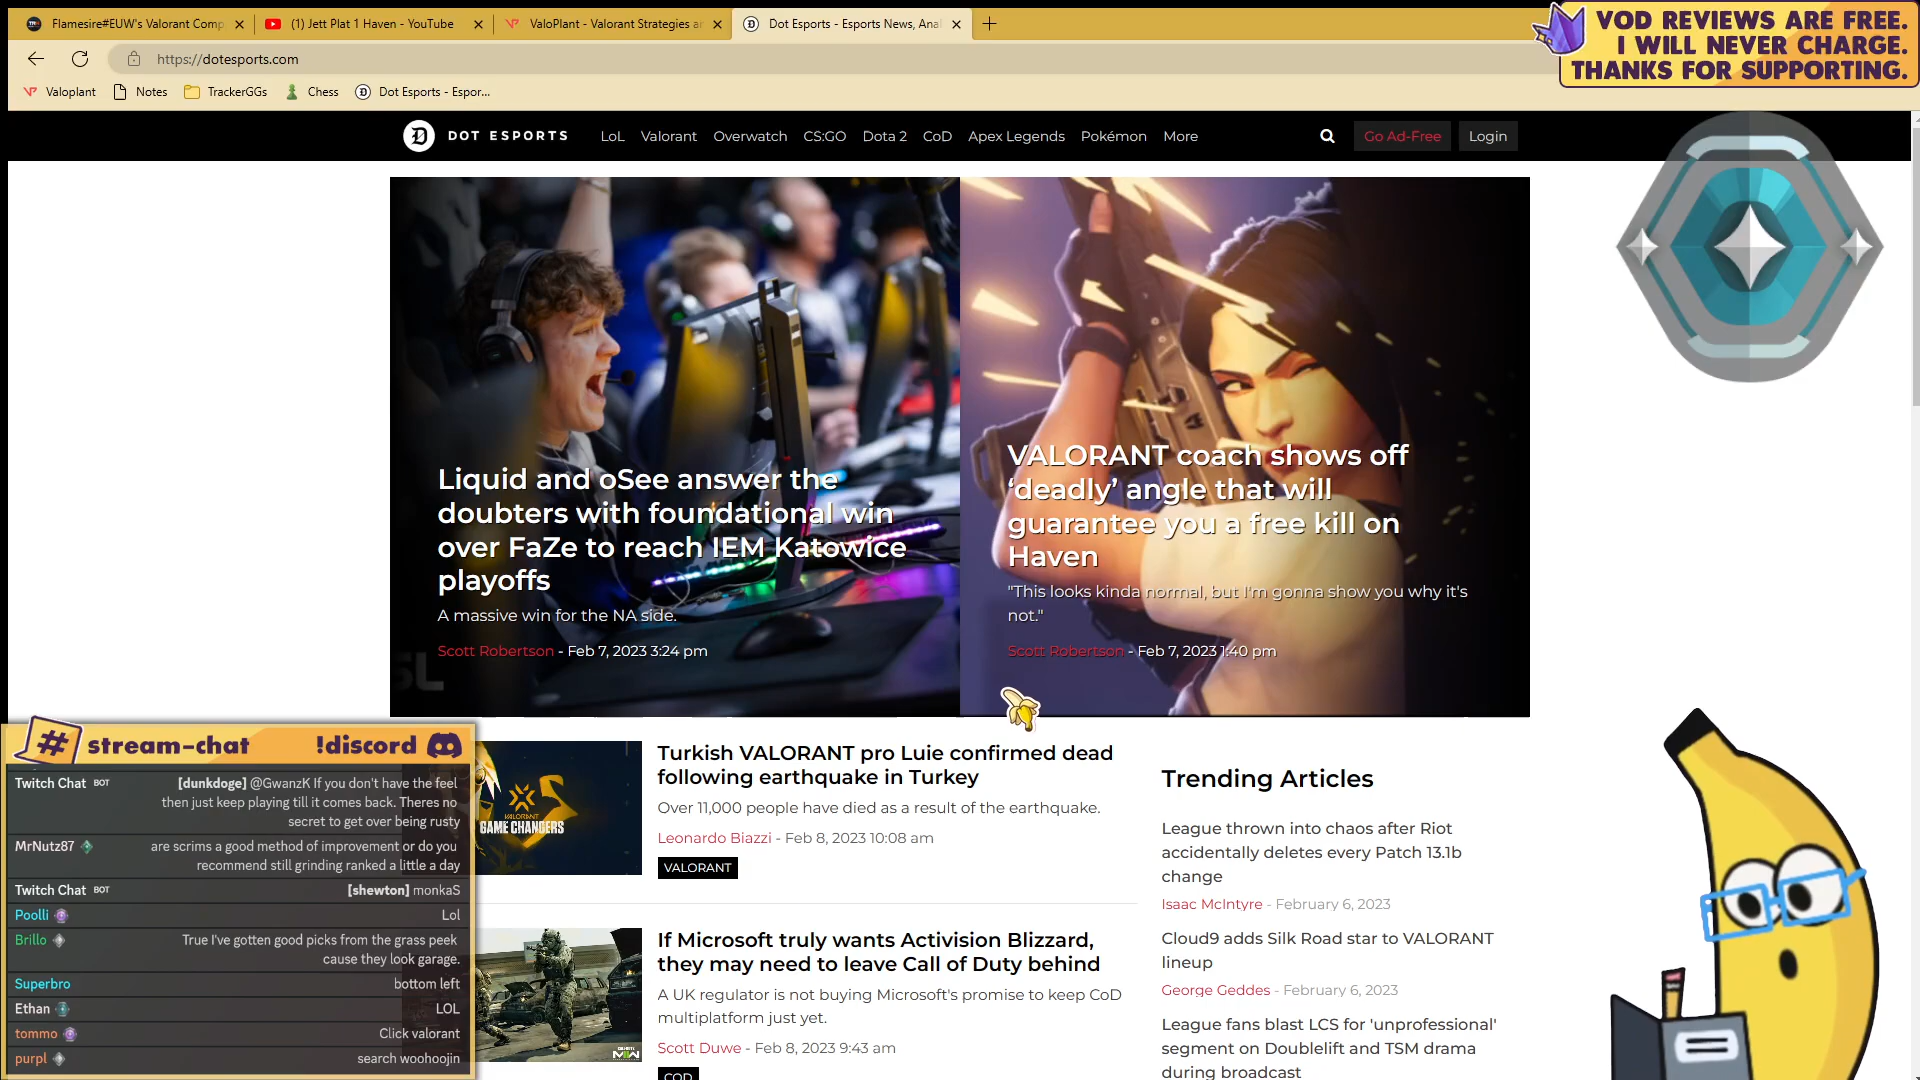 Flamesire#EUW's Valorant Comp
(1) Jett Plat 1 Haven - YouTube
ValoPlant - Valorant Strategies a
Dot Esports - Esports News, Anal
VOD REVIEWS ARE FREE.
I WILL NEVER CHARGE.
THANKS FOR SUPPORTING.
https://dotesports.com
Valoplant
Notes
TrackerGGs
Chess
Dot Esports - Espor...
DOT ESPORTS
LoL
Valorant
Overwatch
CS:GO
Dota 2
CoD
Apex Legends
Pokémon
More
Go Ad-Free
Login
Liquid and oSee answer the
doubters with foundational win
over FaZe to reach IEM Katowice
playoffs
A massive win for the NA side.
Scott Robertson - Feb 7, 2023 3:24 pm
VALORANT coach shows off
‘deadly’ angle that will
guarantee you a free kill on
Haven
"This looks kinda normal, but I'm gonna show you why it's
not."
Scott Robertson - Feb 7, 2023 1:40 pm
# stream-chat
!discord
Twitch Chat BOT
[dunkdoge] @GwanzK If you don't have the feel
then just keep playing till it comes back. Theres no
secret to get over being rusty
MrNutz87
are scrims a good method of improvement or do you
recommend still grinding ranked a little a day
Twitch Chat BOT
[shewton] monkaS
Poolli
Lol
Brillo
True I've gotten good picks from the grass peek
cause they look garage.
Superbro
bottom left
Ethan
LOL
tommo
Click valorant
purpl
search woohoojin
VALORANT
GAME CHANGERS
Turkish VALORANT pro Luie confirmed dead
following earthquake in Turkey
Over 11,000 people have died as a result of the earthquake.
Leonardo Biazzi - Feb 8, 2023 10:08 am
VALORANT
If Microsoft truly wants Activision Blizzard,
they may need to leave Call of Duty behind
A UK regulator is not buying Microsoft's promise to keep CoD
multiplatform just yet.
Scott Duwe - Feb 8, 2023 9:43 am
COD
Trending Articles
League thrown into chaos after Riot
accidentally deletes every Patch 13.1b
change
Isaac McIntyre - February 6, 2023
Cloud9 adds Silk Road star to VALORANT
lineup
George Geddes - February 6, 2023
League fans blast LCS for 'unprofessional'
segment on Doublelift and TSM drama
during broadcast